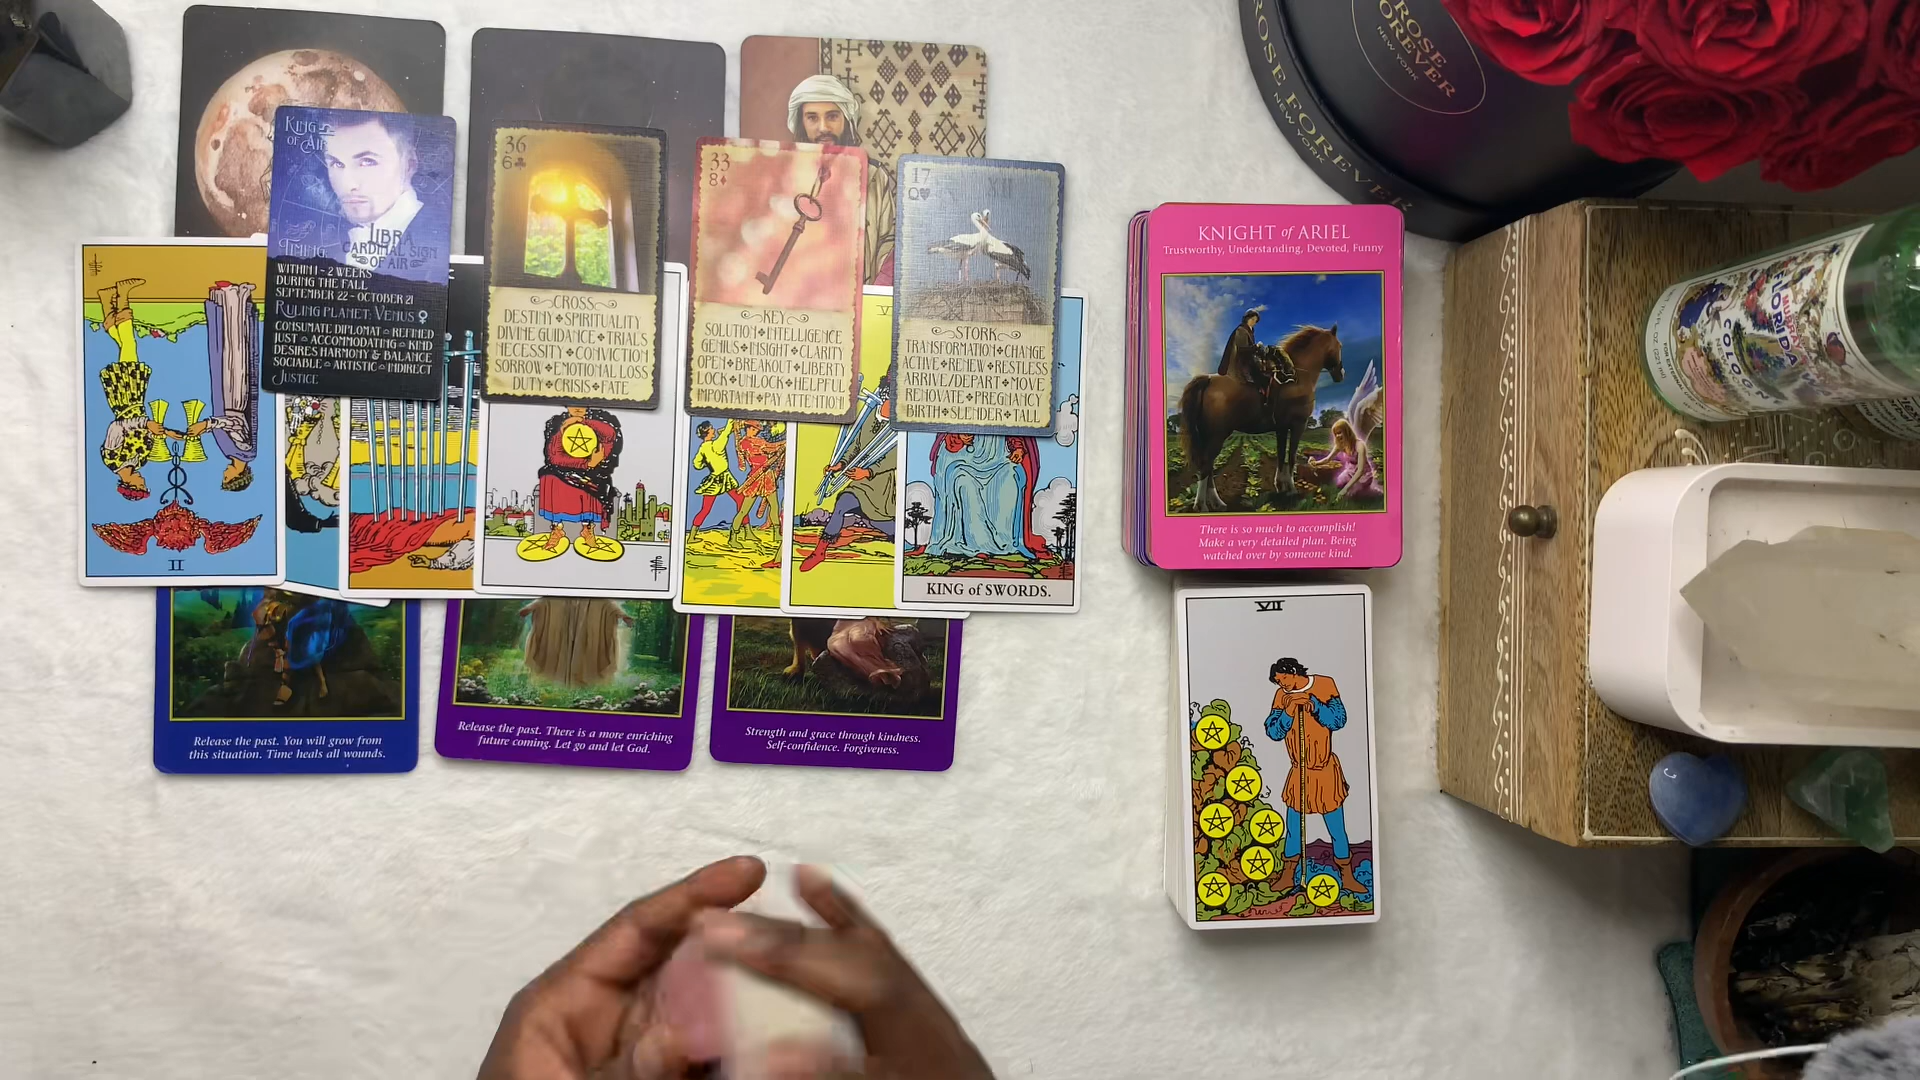 KING
OF AIR
LIBRA
CARDINAL SIGN
OF AIR
TIMING:
WITHIN 1 - 2 WEEKS
DURING THE FALL
SEPTEMBER 22 - OCTOBER 21
RULING PLANET: VENUS ♀
CONSUMATE DIPLOMAT REFINED
JUST ACCOMMODATING KIND
DESIRES HARMONY & BALANCE
SOCIABLE ARTISTIC INDIRECT
JUSTICE
36
6♣
CROSS
DESTINY SPIRITUALITY
DIVINE GUIDANCE TRIALS
NECESSITY CONVICTION
SORROW EMOTIONAL LOSS
DUTY CRISIS FATE
33
8♦
KEY
SOLUTION INTELLIGENCE
GENIUS INSIGHT CLARITY
OPEN BREAKOUT LIBERTY
LOCK UNLOCK HELPFUL
IMPORTANT PAY ATTENTION
17
Q♥
STORK
TRANSFORMATION CHANGE
ACTIVE RENEW RESTLESS
ARRIVE/DEPART MOVE
RENOVATE PREGNANCY
BIRTH SLENDER TALL
II
V
KING of SWORDS.
Release the past. You will grow from
this situation. Time heals all wounds.
Release the past. There is a more enriching
future coming. Let go and let God.
Strength and grace through kindness.
Self-confidence. Forgiveness.
KNIGHT of ARIEL
Trustworthy, Understanding, Devoted, Funny
There is so much to accomplish!
Make a very detailed plan. Being
watched over by someone kind.
VII
ROSE
FOREVER
NEW YORK
ROSE FOREVER
NEW YORK
FLORIDA
COLOGNE